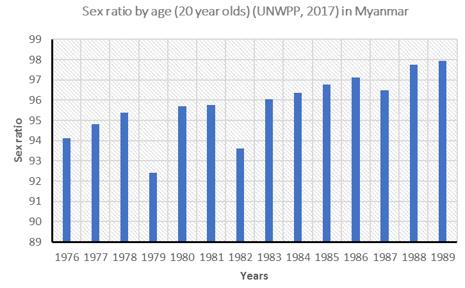 Sex ratio by age (20 year olds) (UNWPP, 2017) in Myanmar
99
98
97
96
95
94
93
92
91
90
89
Sex ratio
1976 1977 1978 1979 1980 1981 1982 1983 1984 1985 1986 1987 1988 1989
Years